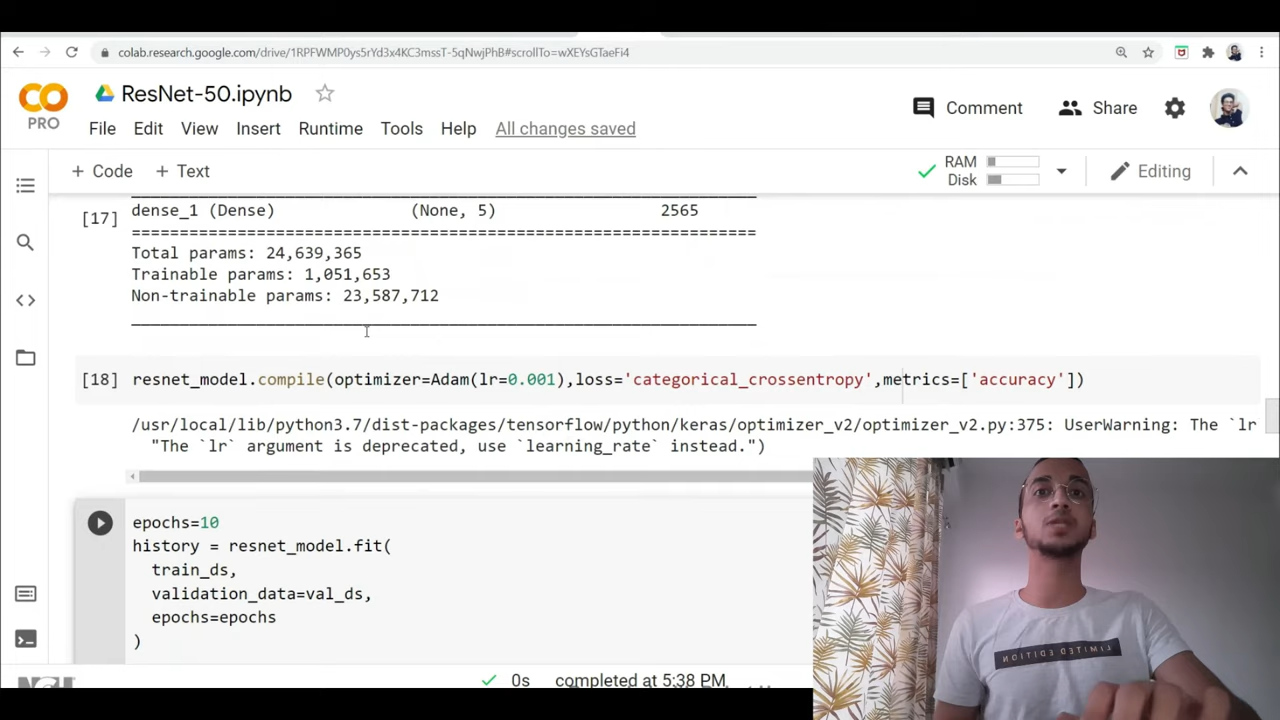 colab.research.google.com/drive/1RPFWMP0ys5rYd3x4KC3mssT-5qNwjPhB#scrollTo=wXEYsGTaeFi4
CO
PRO
ResNet-50.ipynb
Comment
Share
File Edit View Insert Runtime Tools Help All changes saved
+ Code + Text
RAM
Disk
Editing
[17]
dense_1 (Dense) (None, 5) 2565
=================================================================
Total params: 24,639,365
Trainable params: 1,051,653
Non-trainable params: 23,587,712
[18] resnet_model.compile(optimizer=Adam(lr=0.001),loss='categorical_crossentropy',metrics=['accuracy'])
/usr/local/lib/python3.7/dist-packages/tensorflow/python/keras/optimizer_v2/optimizer_v2.py:375: UserWarning: The `lr
"The `lr` argument is deprecated, use `learning_rate` instead.")
epochs=10
history = resnet_model.fit(
train_ds,
validation_data=val_ds,
epochs=epochs
)
0s completed at 5:38 PM
LIMITED EDITION